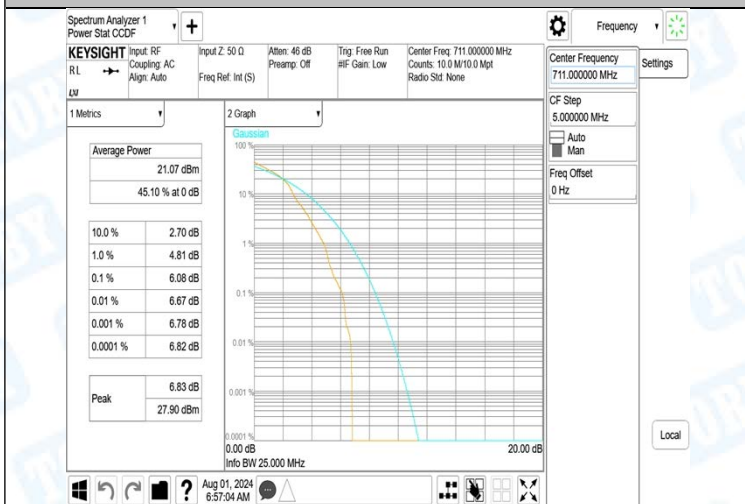 Spectrum Analyzer 1
Power Stat CCDF
Frequency
KEYSIGHT
RL
Input: RF
Coupling: AC
Align: Auto
Input Z: 50 Ω
Freq Ref: Int (S)
Atten: 46 dB
Preamp: Off
Trig: Free Run
#IF Gain: Low
Center Freq: 711.000000 MHz
Counts: 10.0 M/10.0 Mpt
Radio Std: None
Center Frequency
711.000000 MHz
Settings
CF Step
5.000000 MHz
Auto
Man
Freq Offset
0 Hz
1 Metrics
Average Power
21.07 dBm
45.10 % at 0 dB
10.0 % 2.70 dB
1.0 % 4.81 dB
0.1 % 6.08 dB
0.01 % 6.67 dB
0.001 % 6.78 dB
0.0001 % 6.82 dB
Peak 6.83 dB
27.90 dBm
2 Graph
Gaussian
100 %
10 %
1 %
0.1 %
0.01 %
0.001 %
0.0001 %
0.00 dB
20.00 dB
Info BW 25.000 MHz
Local
?
Aug 01, 2024
6:57:04 AM